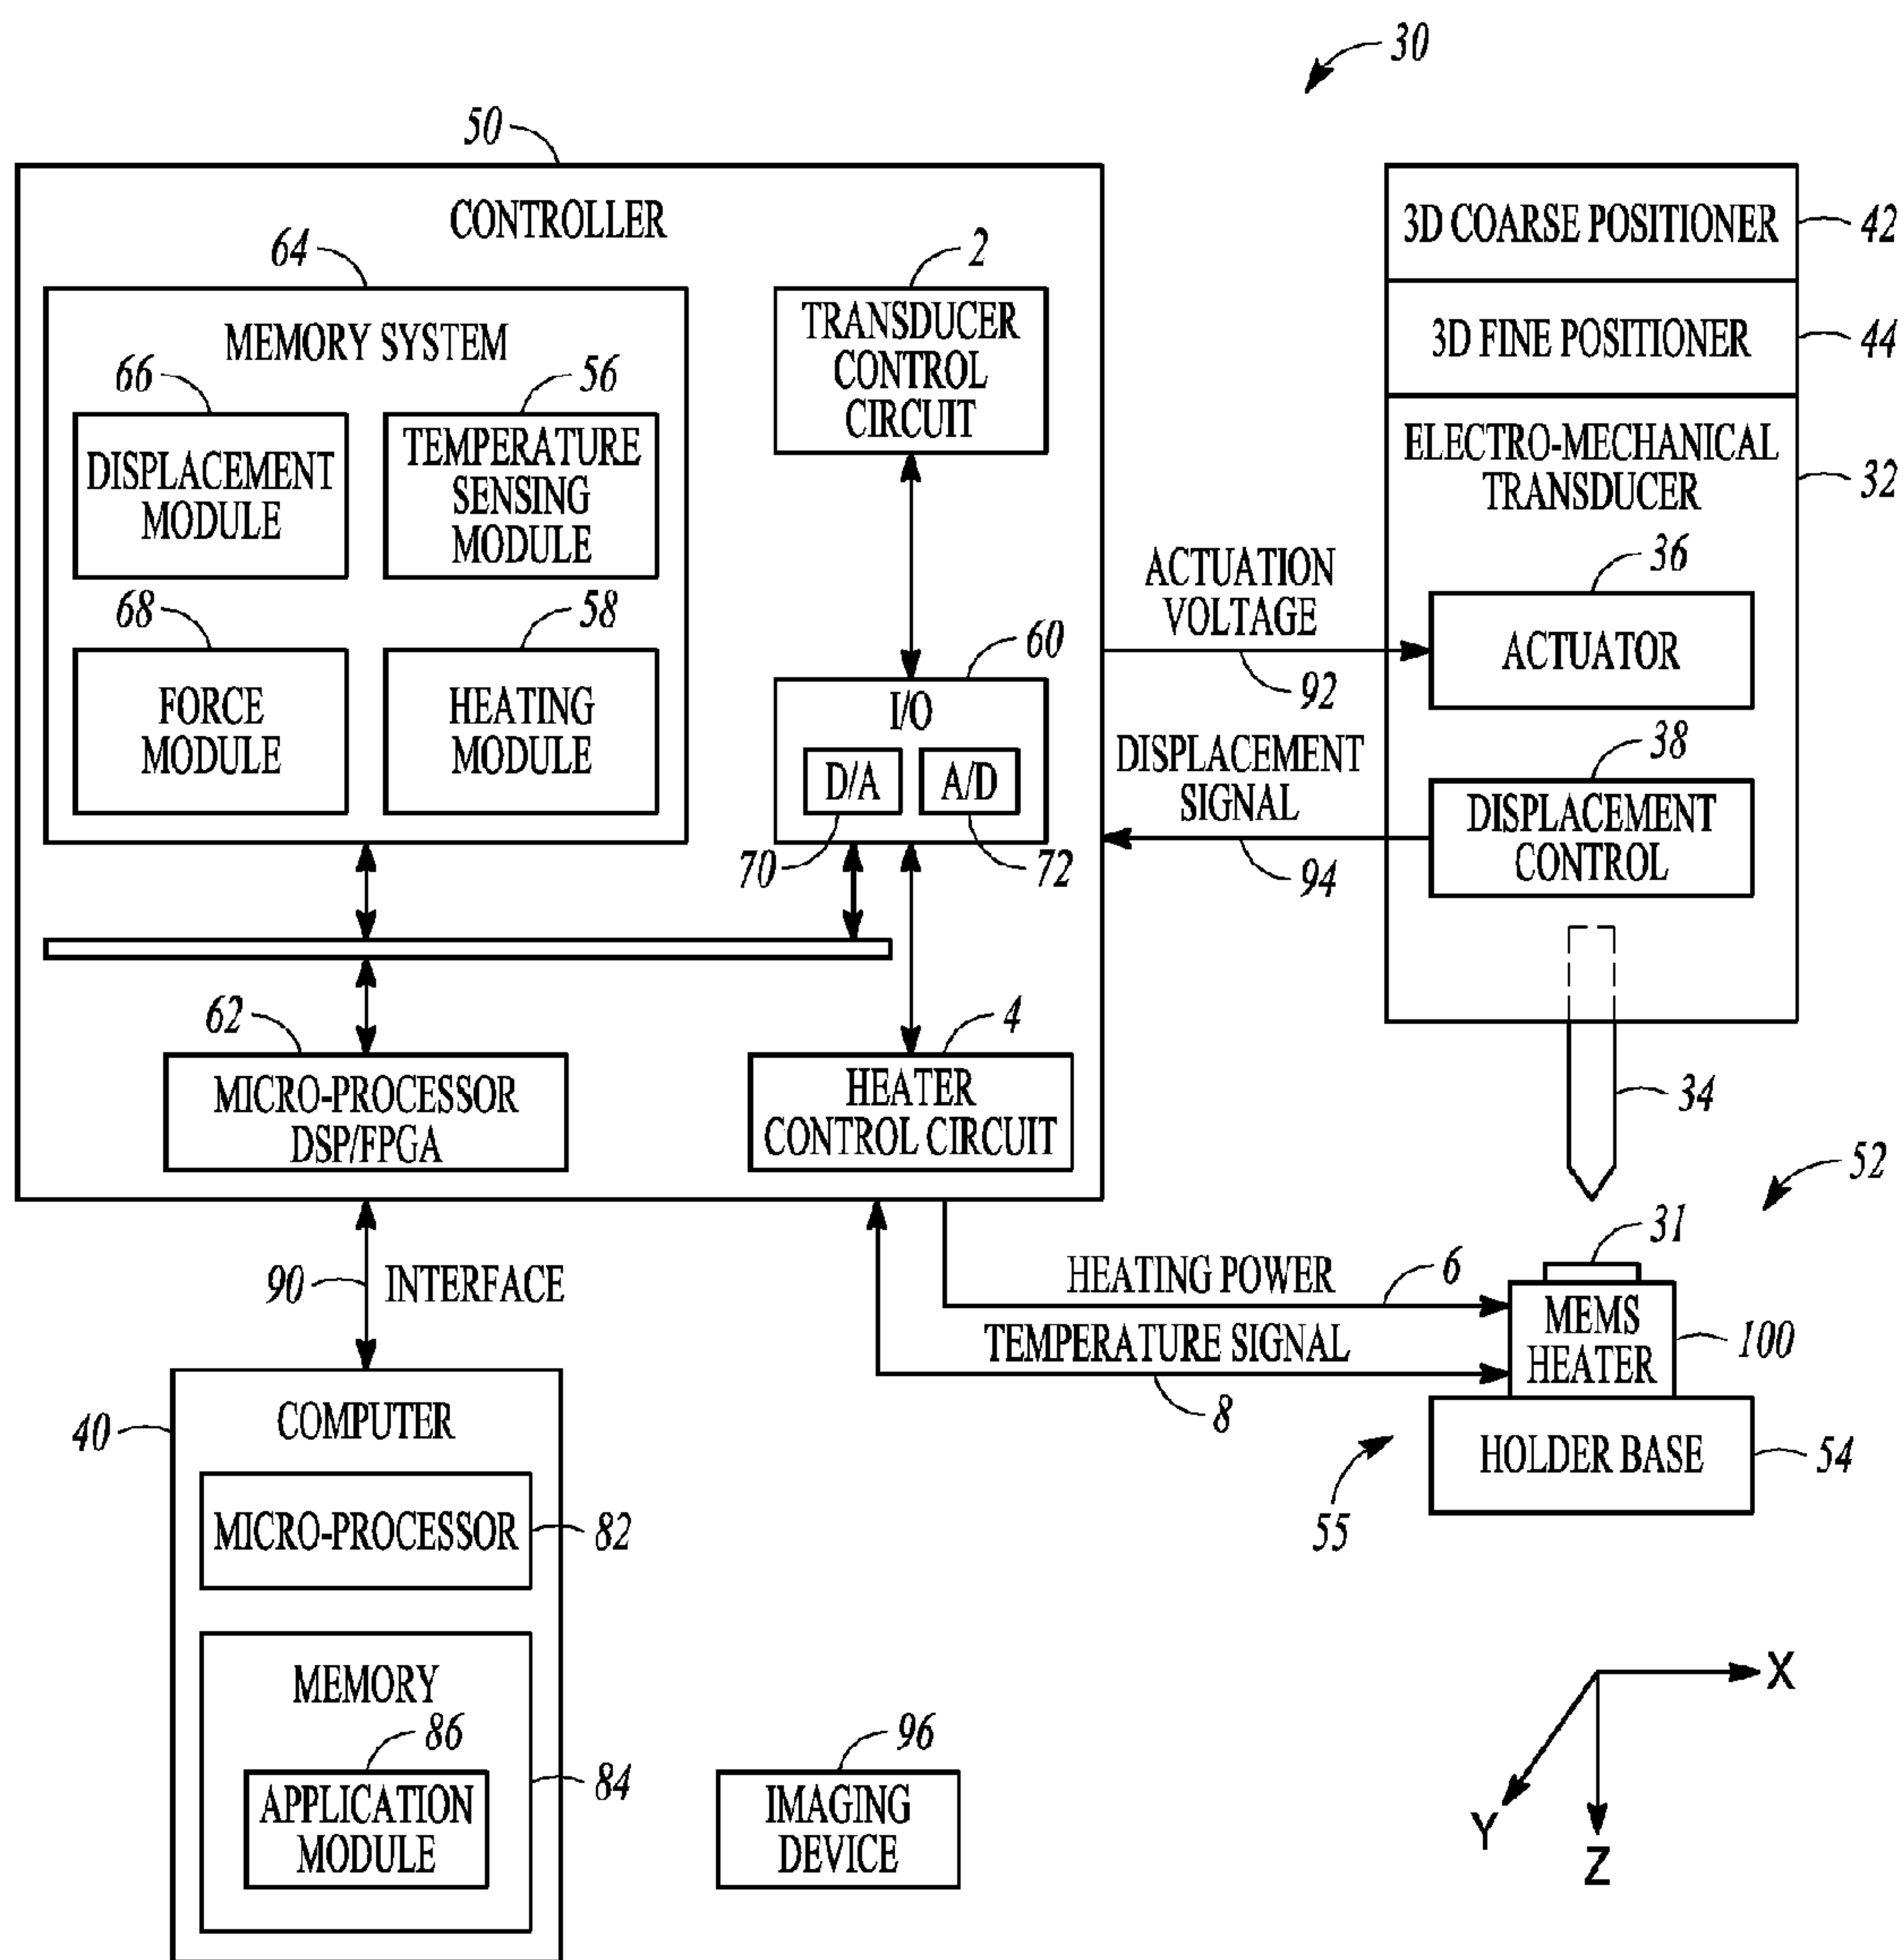 30
50
CONTROLLER
64
MEMORY SYSTEM
66
DISPLACEMENT
MODULE
56
TEMPERATURE
SENSING
MODULE
68
FORCE
MODULE
58
HEATING
MODULE
2
TRANSDUCER
CONTROL
CIRCUIT
60
I/O
D/A
A/D
70
72
62
MICRO-PROCESSOR
DSP/FPGA
4
HEATER
CONTROL CIRCUIT
ACTUATION
VOLTAGE
92
DISPLACEMENT
SIGNAL
94
3D COARSE POSITIONER
42
3D FINE POSITIONER
44
ELECTRO-MECHANICAL
TRANSDUCER
32
36
ACTUATOR
38
DISPLACEMENT
CONTROL
34
52
31
MEMS
HEATER
100
HOLDER BASE
54
55
HEATING POWER
6
TEMPERATURE SIGNAL
8
90
INTERFACE
40
COMPUTER
MICRO-PROCESSOR
82
MEMORY
86
APPLICATION
MODULE
84
96
IMAGING
DEVICE
X
Y
Z